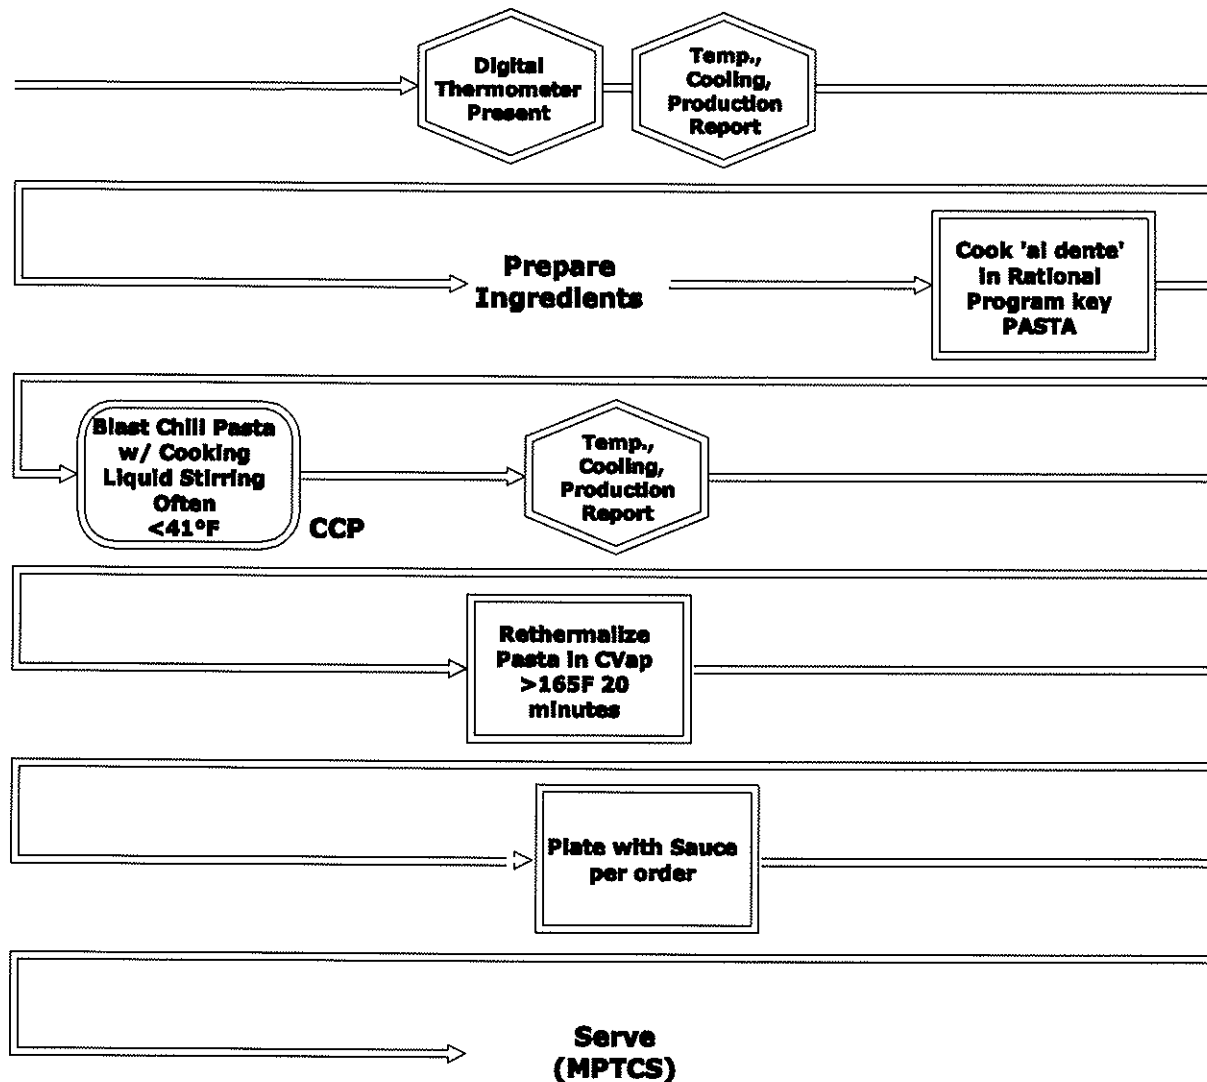 Digital
Thermometer
Present
Temp.,
Cooling,
Production
Report
Prepare
Ingredients
Cook 'al dente'
in Rational
Program key
PASTA
Blast Chill Pasta
w/ Cooking
Liquid Stirring
Often
<41°F
CCP
Temp.,
Cooling,
Production
Report
Rethermalize
Pasta in CVap
>165F 20
minutes
Plate with Sauce
per order
Serve
(MPTCS)